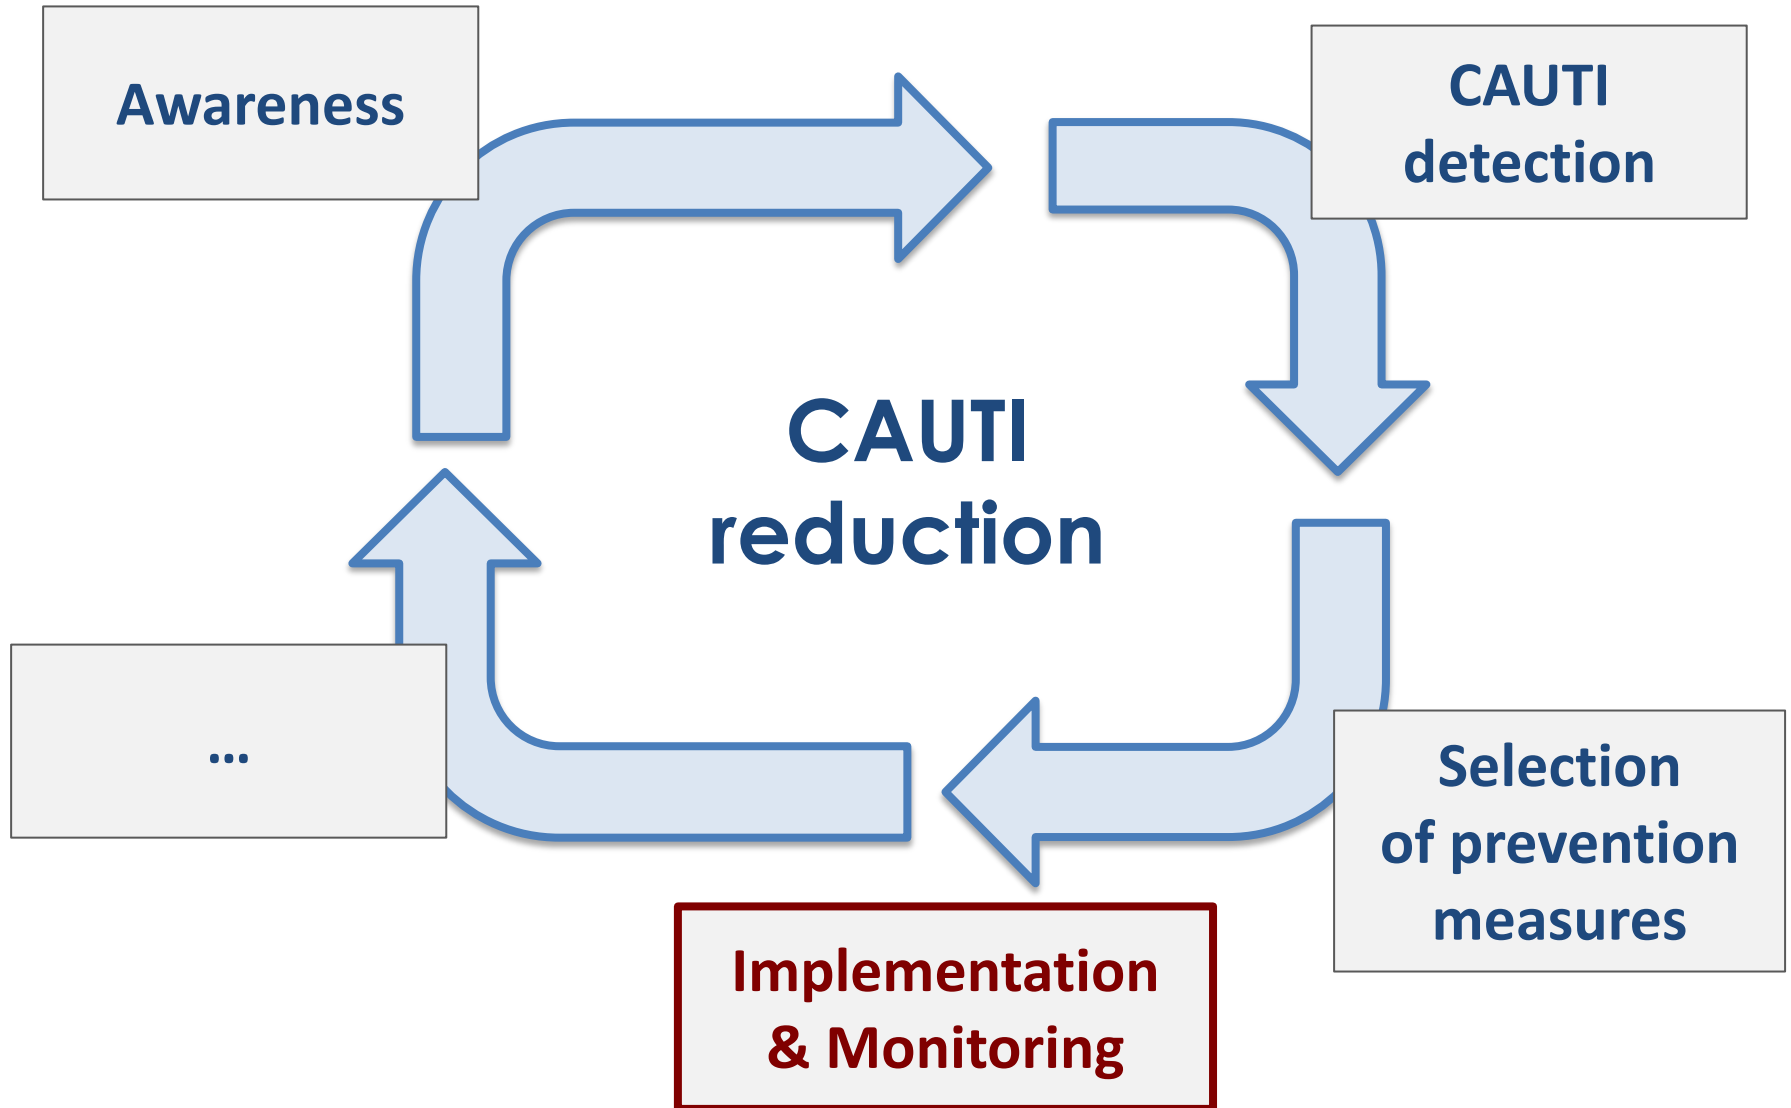 Awareness
CAUTI
detection
CAUTI
reduction
...
Selection
of prevention
measures
Implementation
& Monitoring